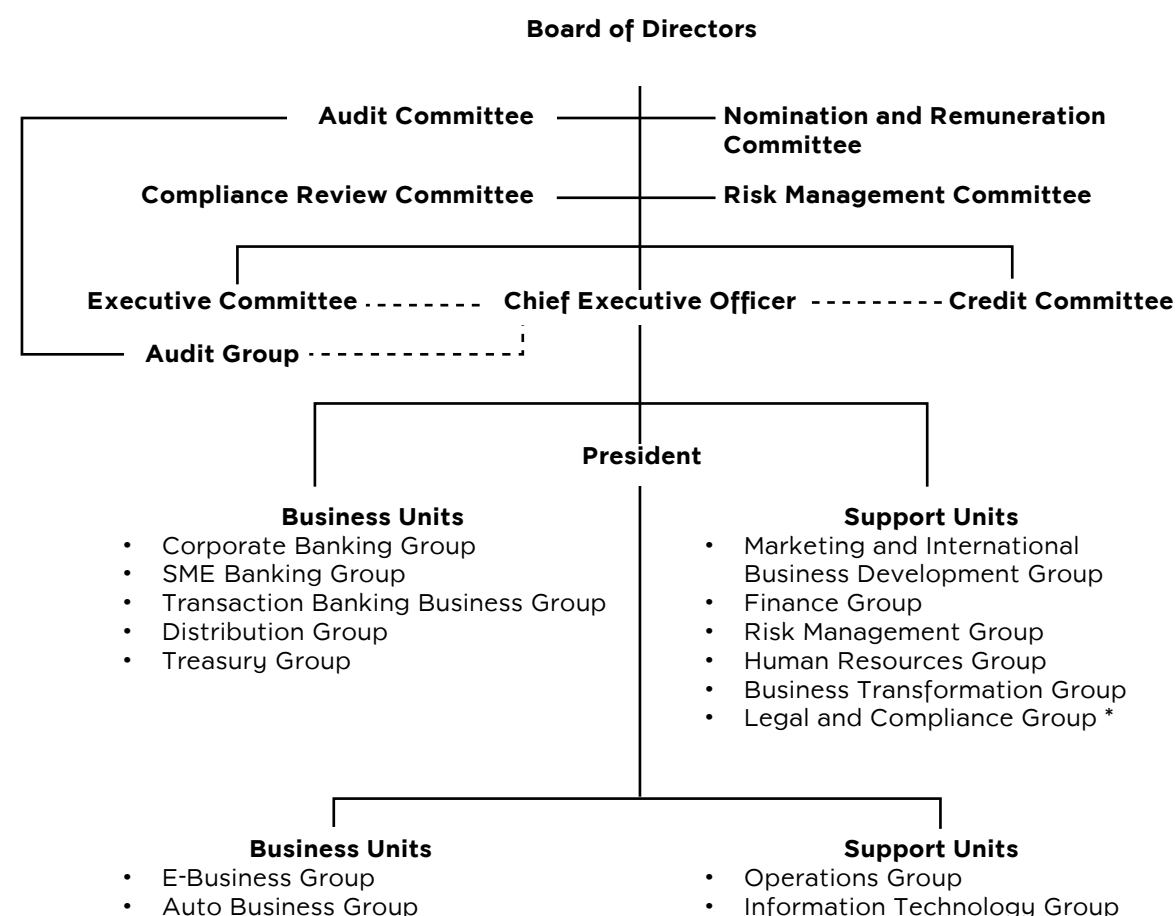 Board of Directors
Audit Committee
Nomination and Remuneration
Committee
Compliance Review Committee
Risk Management Committee
Executive Committee
Chief Executive Officer
Credit Committee
Audit Group
President
Business Units
• Corporate Banking Group
• SME Banking Group
• Transaction Banking Business Group
• Distribution Group
• Treasury Group
Support Units
• Marketing and International
Business Development Group
• Finance Group
• Risk Management Group
• Human Resources Group
• Business Transformation Group
• Legal and Compliance Group *
Business Units
• E-Business Group
• Auto Business Group
Support Units
• Operations Group
• Information Technology Group